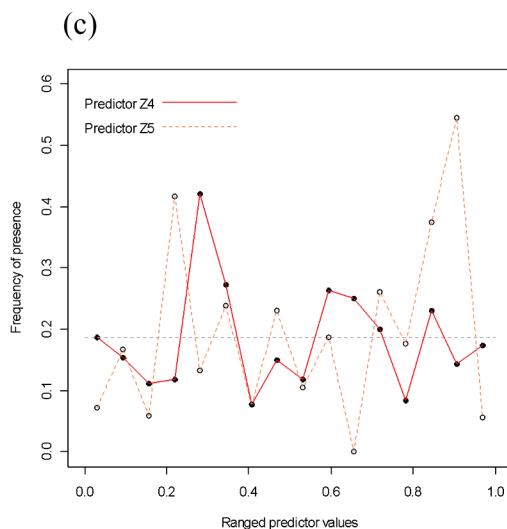 (c)
Predictor Z4
Predictor Z5
Frequency of presence
0.6
0.5
0.4
0.3
0.2
0.1
0.0
0.0 0.2 0.4 0.6 0.8 1.0
Ranged predictor values